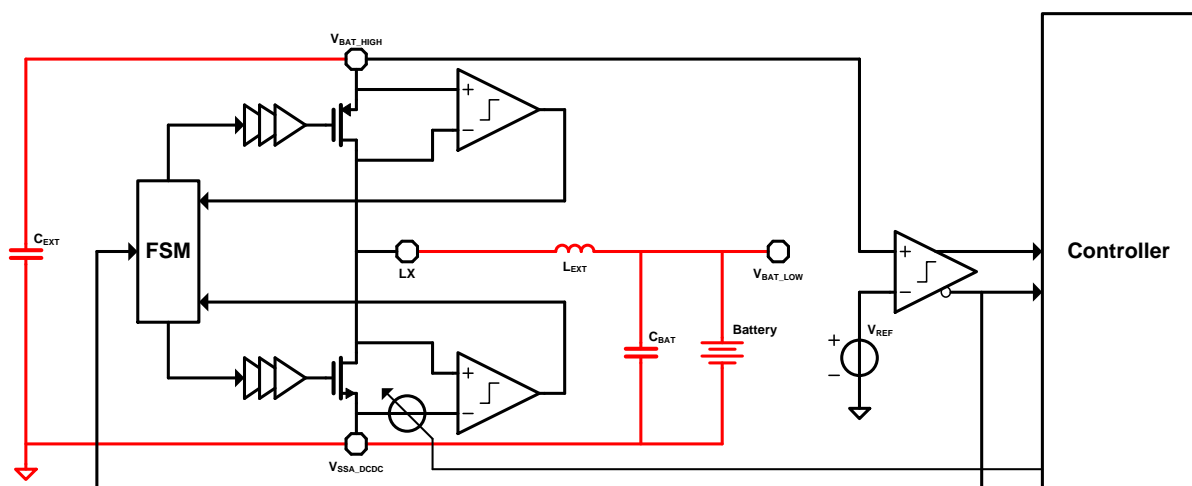 VBAT_HIGH
+
−
CEXT
FSM
LX
LEXT
VBAT_LOW
+
−
Controller
CBAT
Battery
VREF
+
−
+
−
VSSA_DCDC